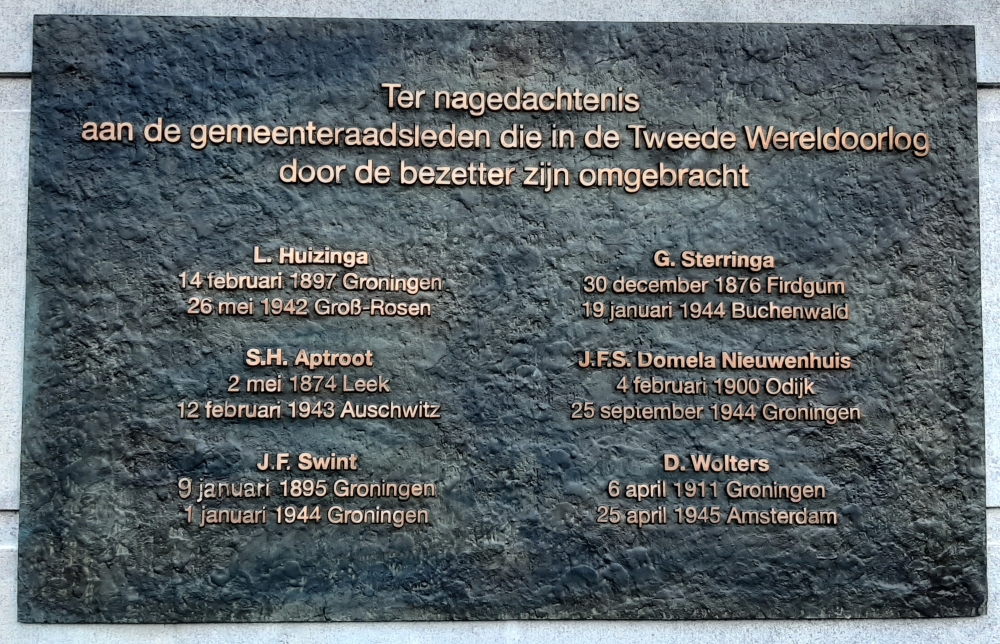 Ter nagedachtenis
aan de gemeenteraadsleden die in de Tweede Wereldoorlog
door de bezetter zijn omgebracht
L. Huizinga
14 februari 1897 Groningen
26 mei 1942 Groß-Rosen
S.H. Aptroot
2 mei 1874 Leek
12 februari 1943 Auschwitz
J.F. Swint
9 januari 1895 Groningen
1 januari 1944 Groningen
G. Sterringa
30 december 1876 Firdgum
19 januari 1944 Buchenwald
J.F.S. Domela Nieuwenhuis
4 februari 1900 Odijk
25 september 1944 Groningen
D. Wolters
6 april 1911 Groningen
25 april 1945 Amsterdam